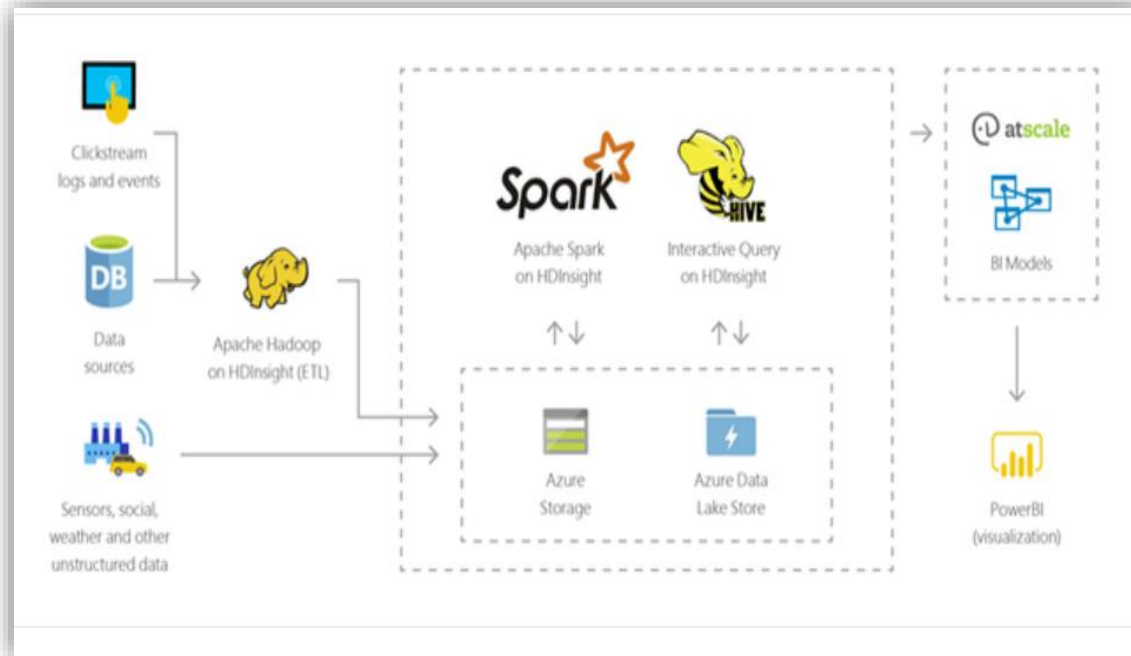 Clickstream
logs and events
DB
Data
sources
Sensors, social,
weather and other
unstructured data
Apache Hadoop
on HDInsight (ETL)
Spark
Apache Spark
on HDInsight
HIVE
Interactive Query
on HDInsight
Azure
Storage
Azure Data
Lake Store
atscale
BI Models
PowerBI
(visualization)